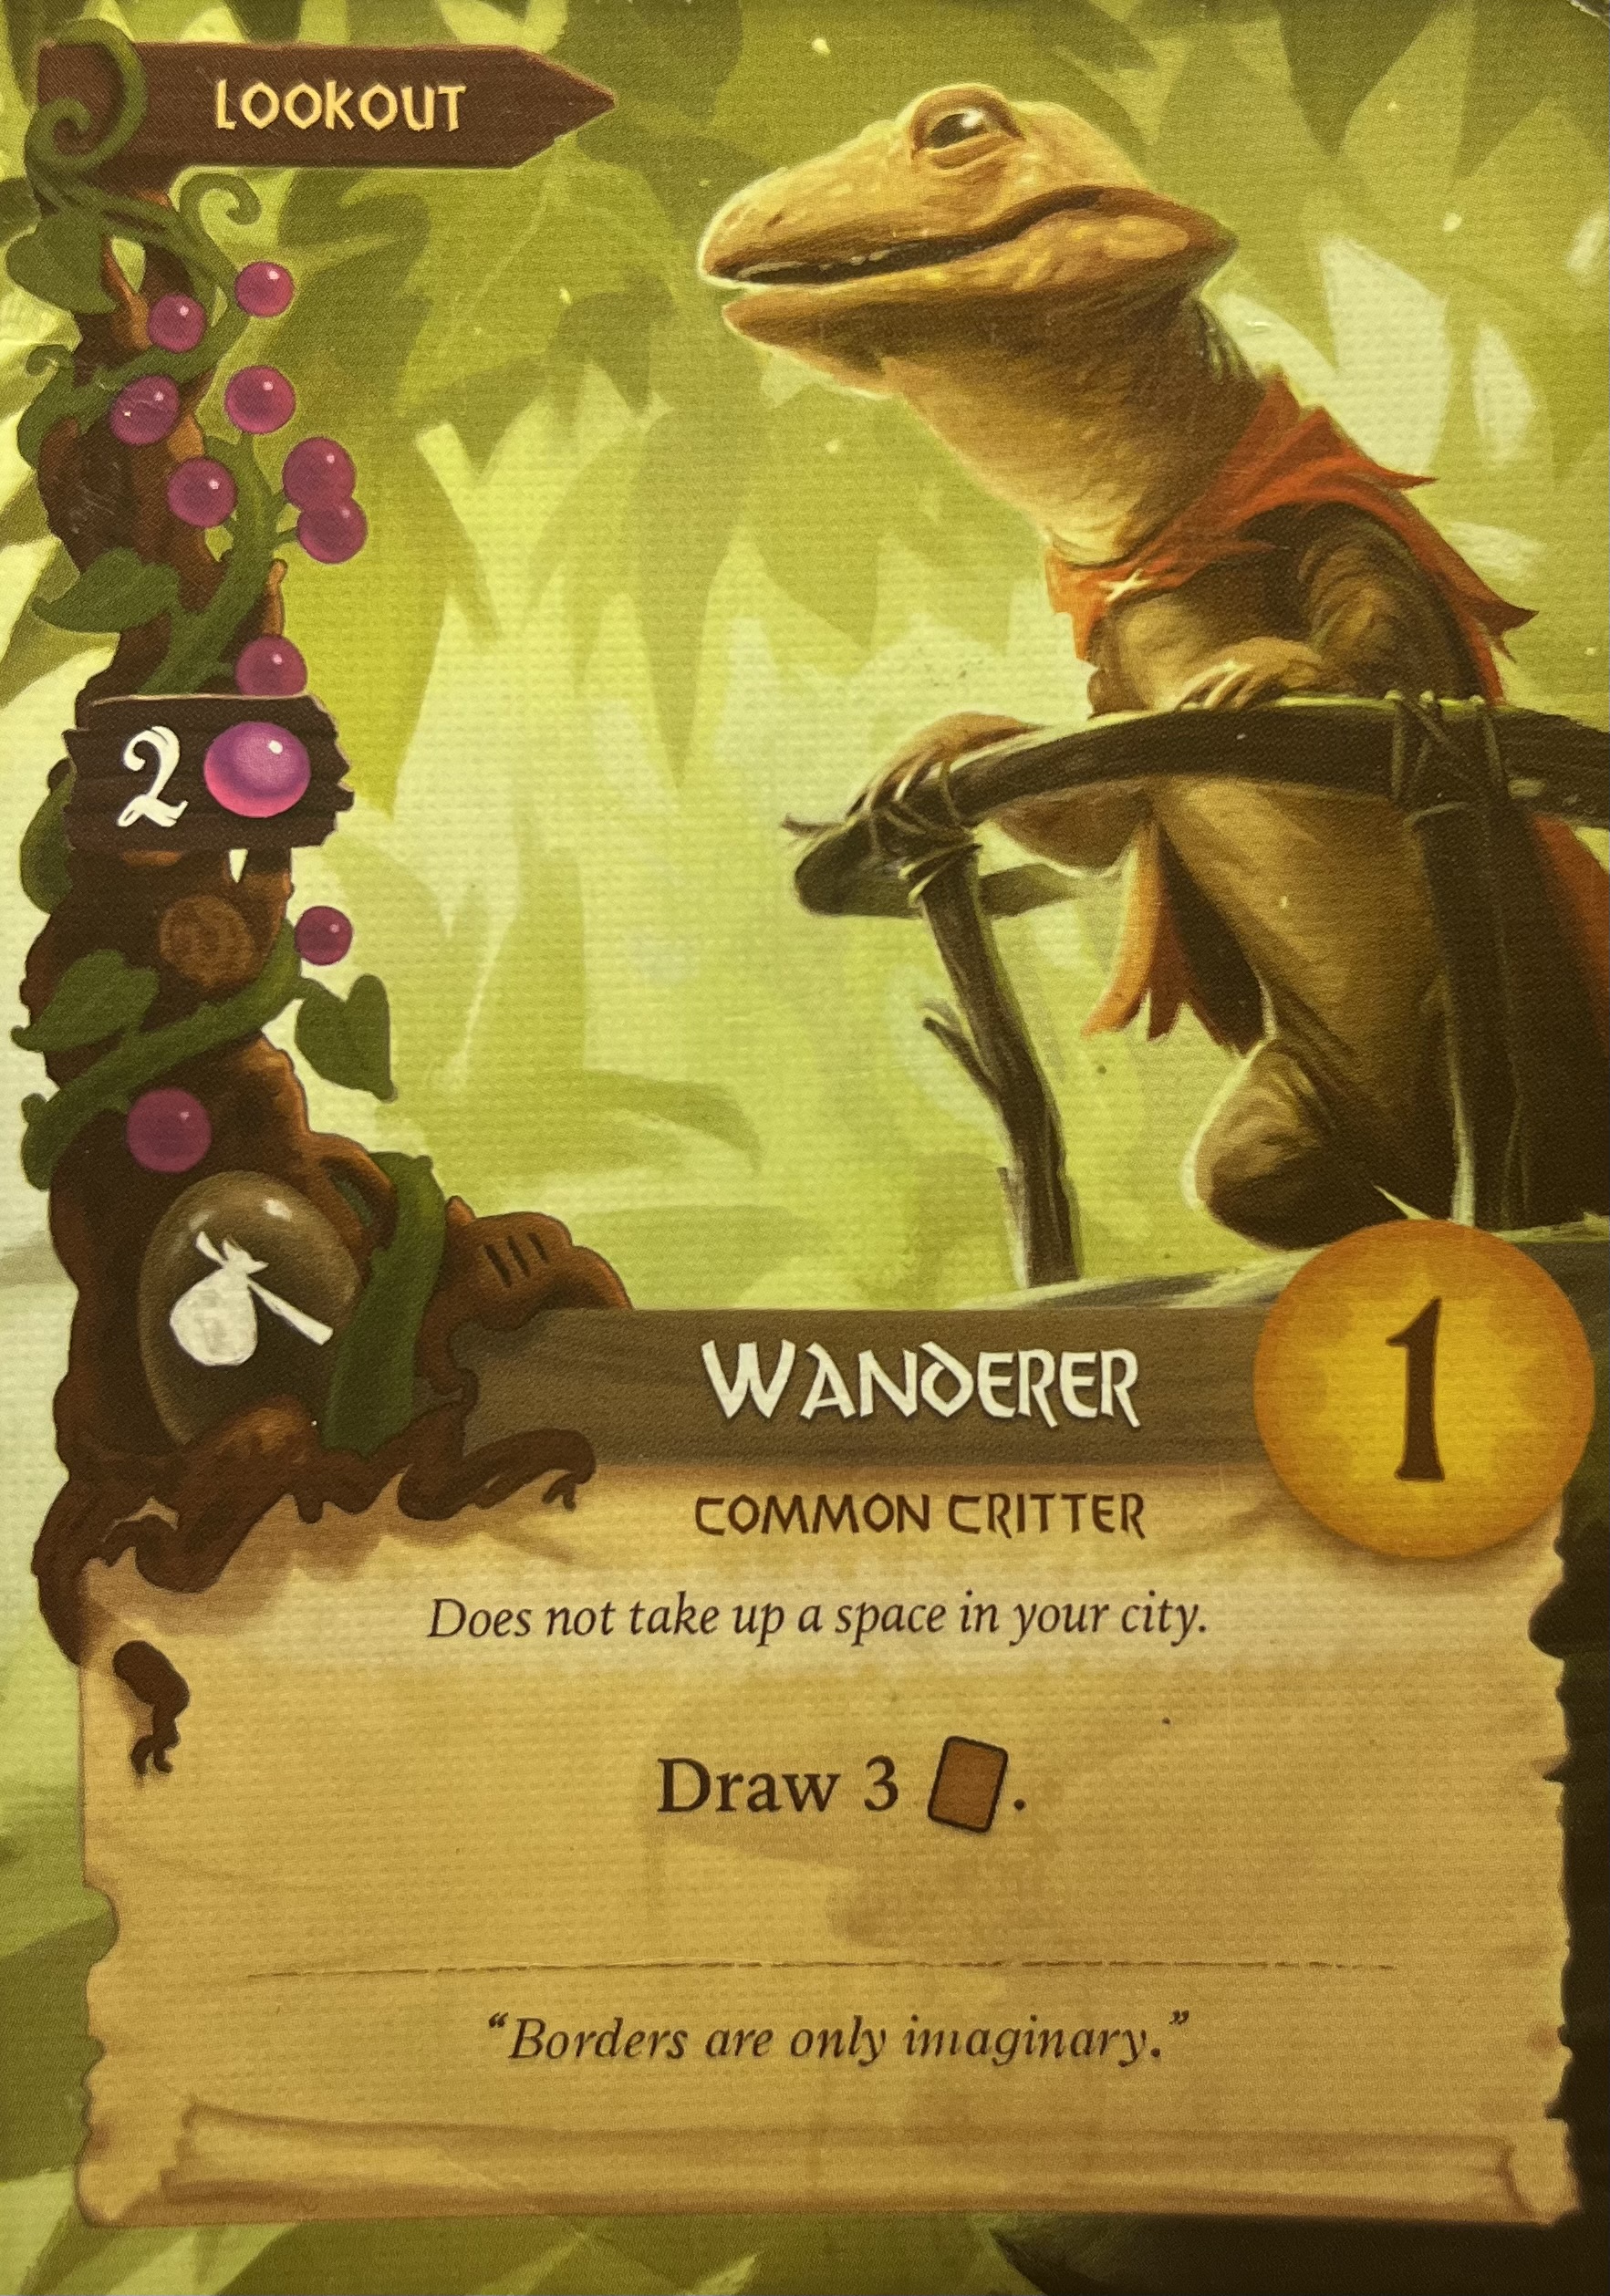 LOOKOUT
2
WANDERER
1
COMMON CRITTER
Does not take up a space in your city.
Draw 3 .
“Borders are only imaginary.”